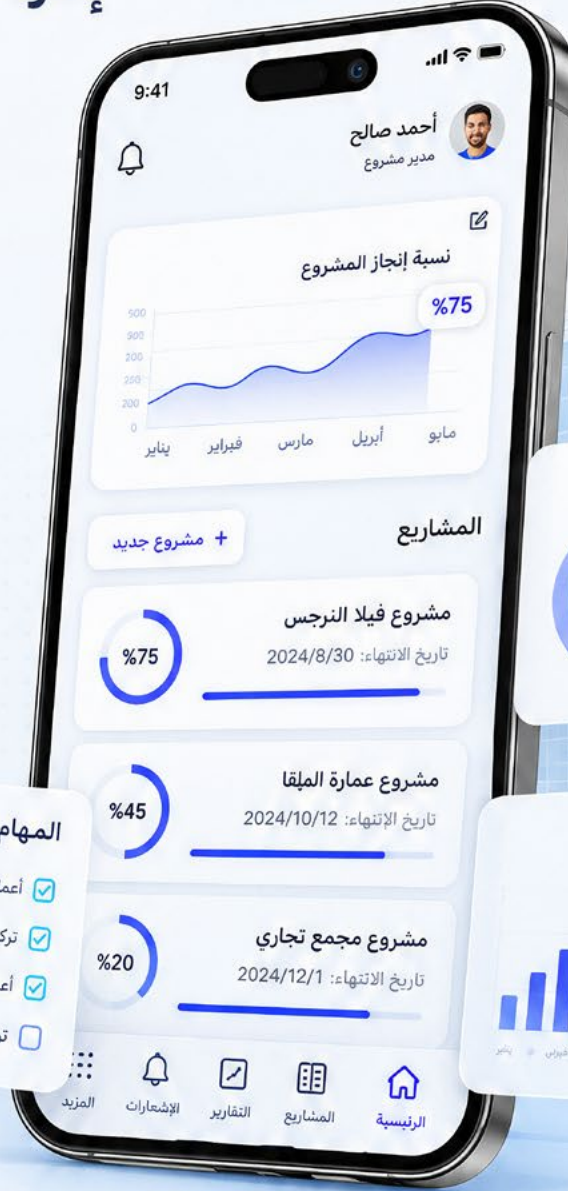 9:41
أحمد صالح
مدير مشروع
نسبة إنجاز المشروع
%75
500
900
200
250
200
0
يناير فبراير مارس أبريل مايو
المشاريع
+ مشروع جديد
مشروع فيلا النرجس
تاريخ الانتهاء: 2024/8/30
%75
مشروع عمارة الملقا
تاريخ الإنتهاء: 2024/10/12
%45
مشروع مجمع تجاري
تاريخ الانتهاء: 2024/12/1
%20
المهام
الرئيسية المشاريع التقارير الإشعارات المزيد
يناير